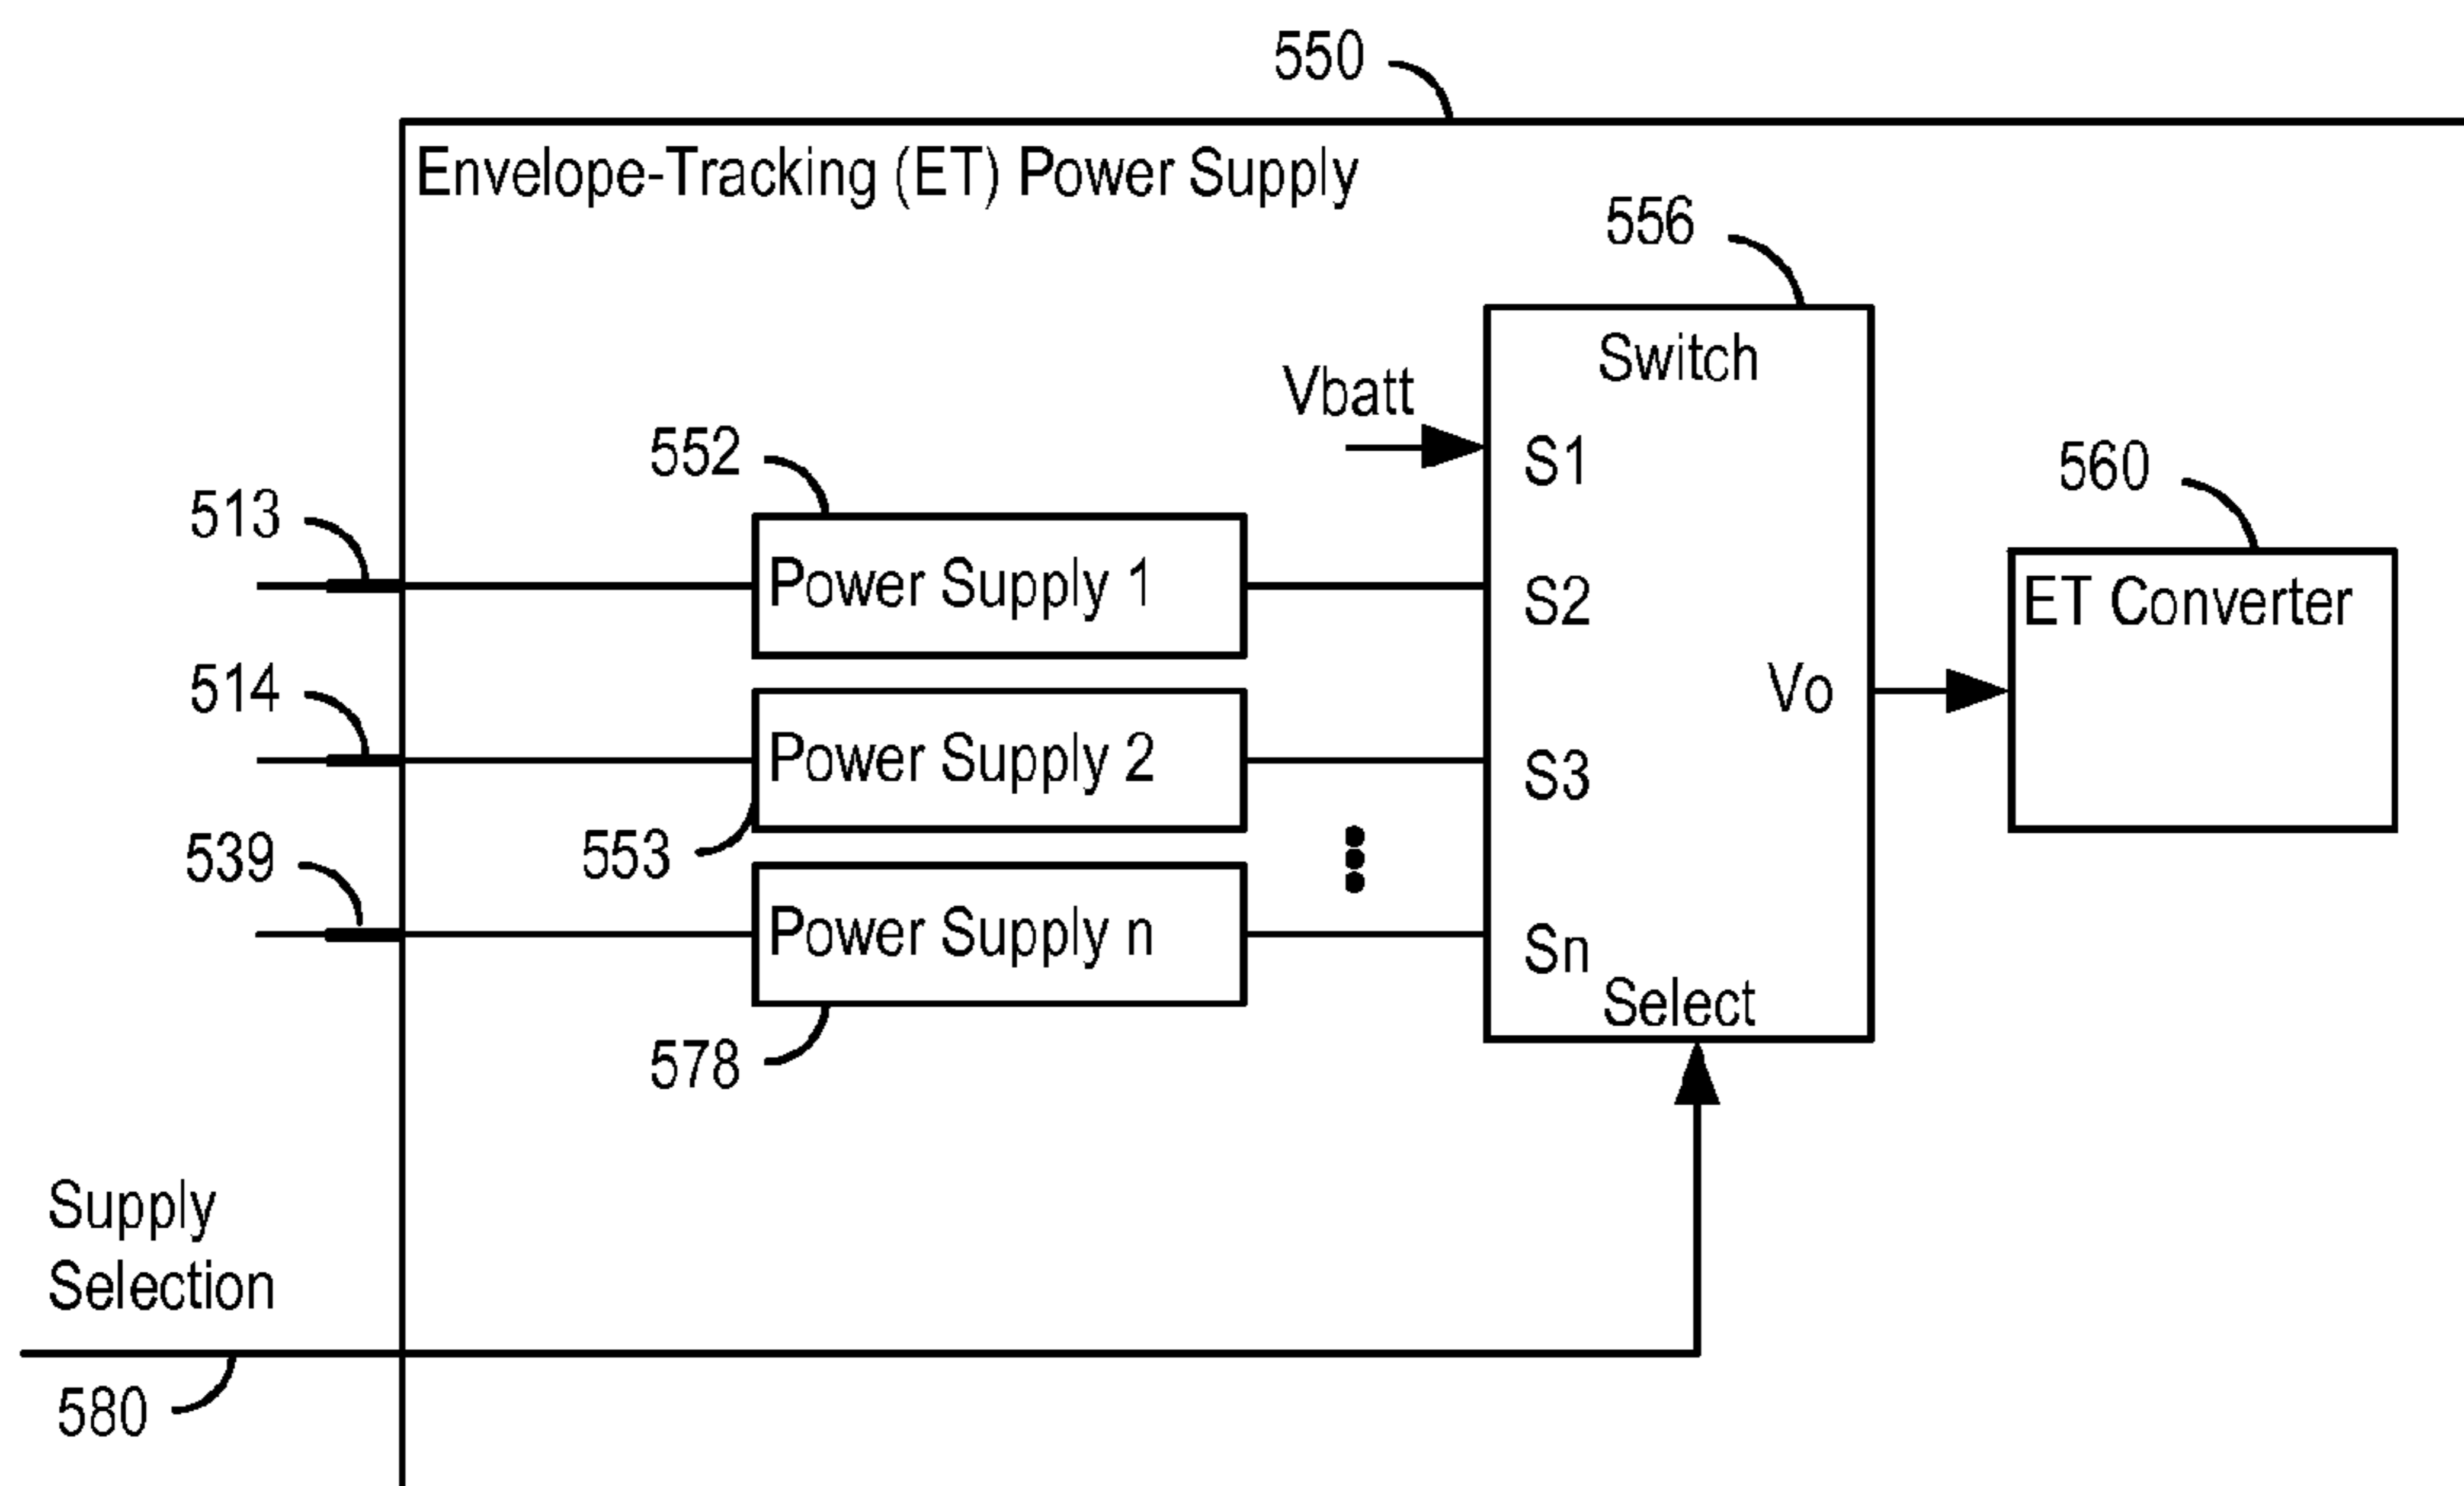 550
Envelope-Tracking (ET) Power Supply
556
Switch
Vbatt
S1
552
560
513
Power Supply 1
S2
ET Converter
514
Vo
Power Supply 2
S3
539
553
Power Supply n
Sn
Select
578
Supply
Selection
580